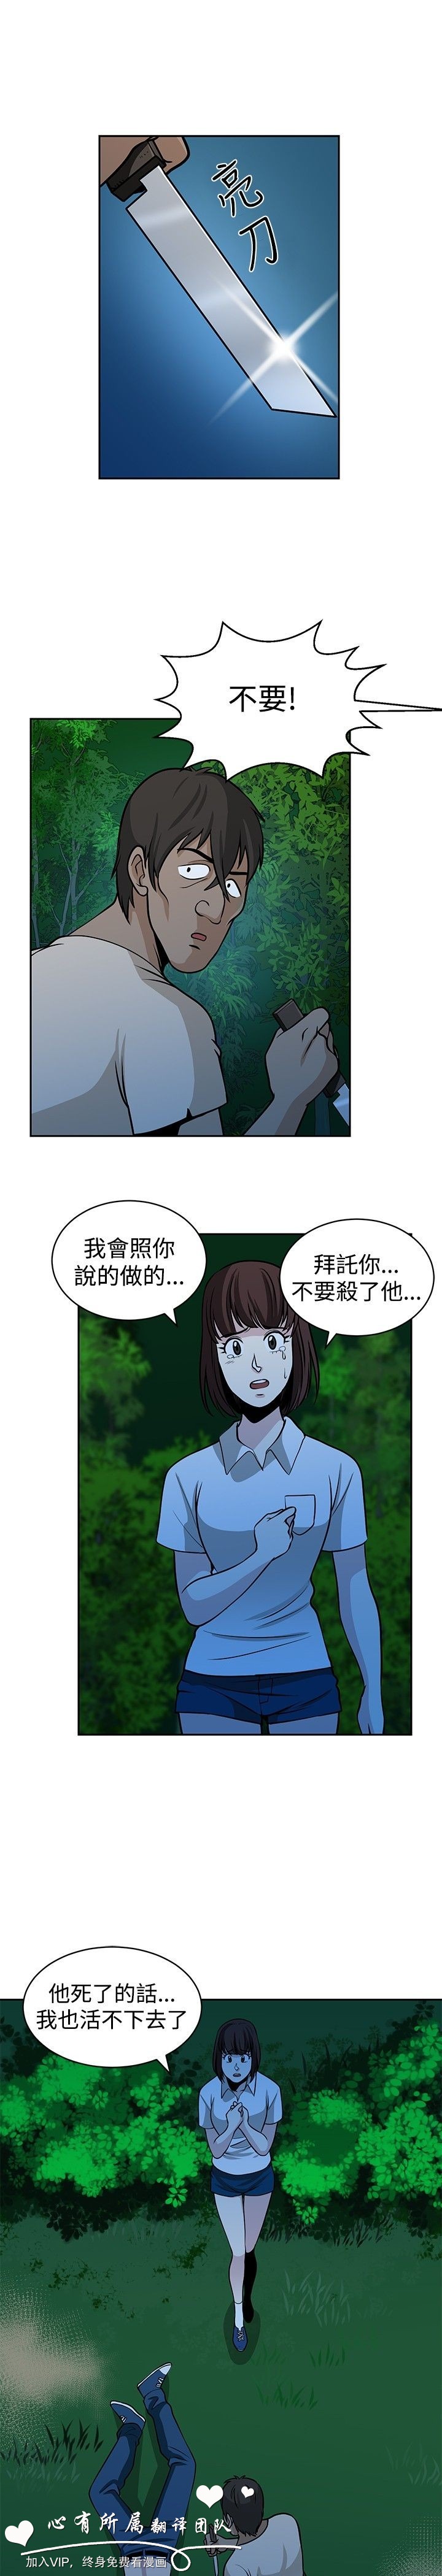 亮
刀
不要!
我會照你
說的做的...
拜託你...
不要殺了他...
他死了的話...
我也活不下去了
心有所属翻译团队
加入VIP，终身免费看漫画